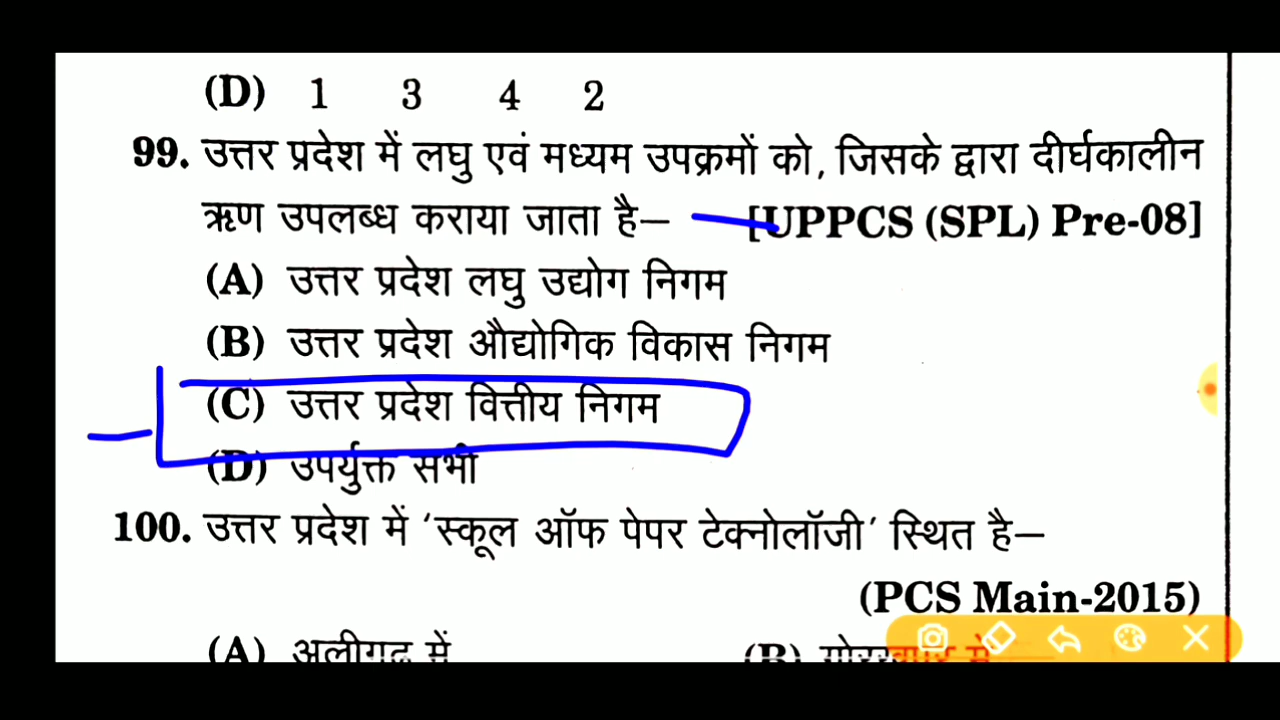 (D) 1 3 4 2
99. उत्तर प्रदेश में लघु एवं मध्यम उपक्रमों को, जिसके द्वारा दीर्घकालीन
ऋण उपलब्ध कराया जाता है— [UPPCS (SPL) Pre-08]
(A) उत्तर प्रदेश लघु उद्योग निगम
(B) उत्तर प्रदेश औद्योगिक विकास निगम
(C) उत्तर प्रदेश वित्तीय निगम
(D) उपर्युक्त सभी
100. उत्तर प्रदेश में ‘स्कूल ऑफ पेपर टेक्नोलॉजी’ स्थित है—
(PCS Main-2015)
(A) अलीगढ़ में (B)